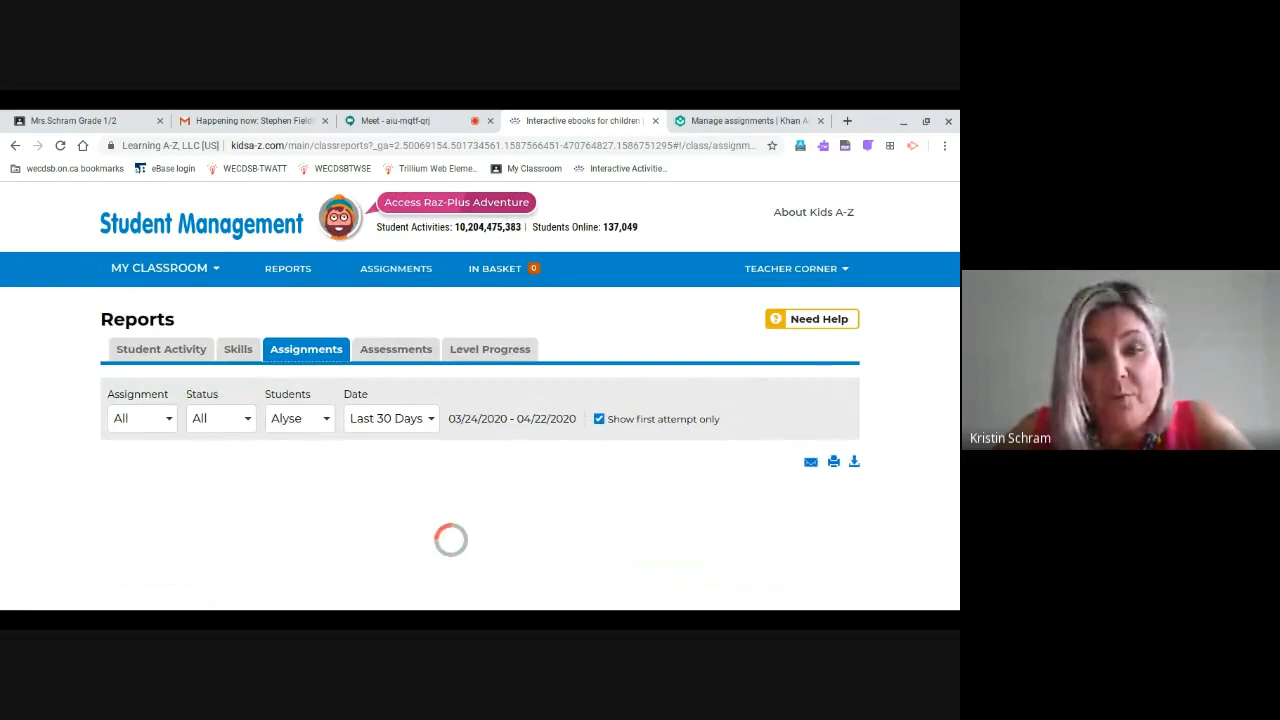 Mrs.Schram Grade 1/2
Happening now: Stephen Field
Meet - aiu-mqtf-qrj
Interactive ebooks for children
Manage assignments | Khan A
Learning A-Z, LLC [US]
kidsa-z.com/main/classreports?_ga=2.50069154.501734561.1587566451-470764827.1586751295#!/class/assignm...
wecdsb.on.ca bookmarks
eBase login
WECDSB-TWATT
WECDSBTWSE
Trillium Web Eleme...
My Classroom
Interactive Activitie...
Student Management
Access Raz-Plus Adventure
Student Activities: 10,204,475,383 | Students Online: 137,049
About Kids A-Z
MY CLASSROOM
REPORTS
ASSIGNMENTS
IN BASKET 0
TEACHER CORNER
Reports
Need Help
Student Activity
Skills
Assignments
Assessments
Level Progress
Assignment
Status
Students
Date
All
All
Alyse
Last 30 Days
03/24/2020 - 04/22/2020
Show first attempt only
Kristin Schram